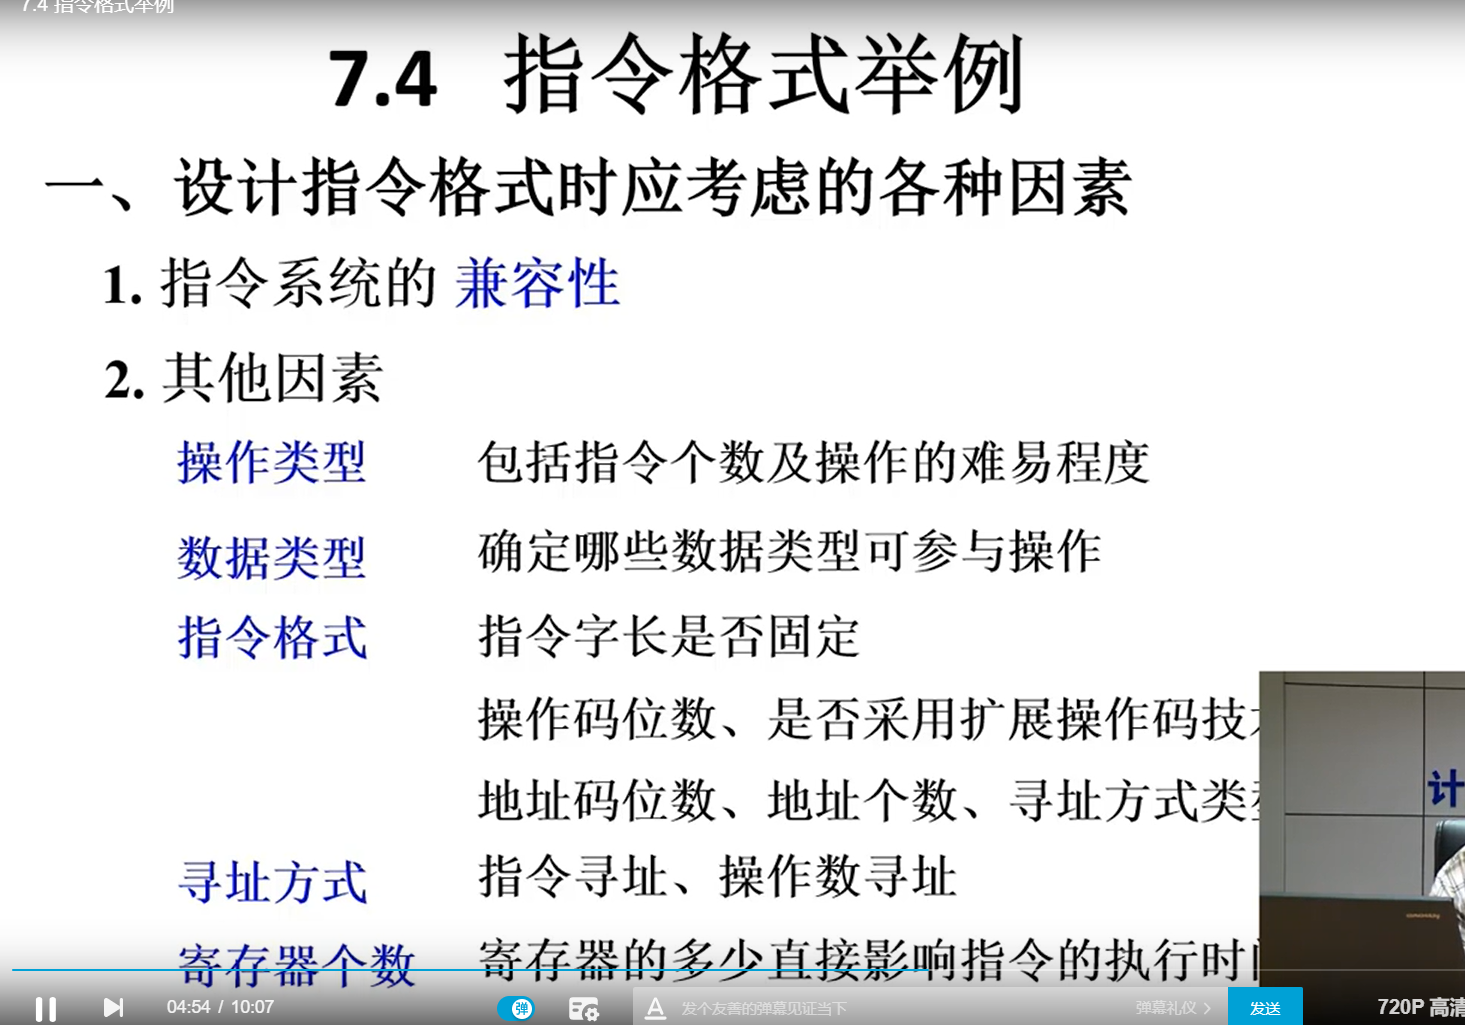 7.4 指令格式举例
7.4 指令格式举例
一、设计指令格式时应考虑的各种因素
1. 指令系统的 兼容性
2. 其他因素
操作类型 包括指令个数及操作的难易程度
数据类型 确定哪些数据类型可参与操作
指令格式 指令字长是否固定
操作码位数、是否采用扩展操作码技
地址码位数、地址个数、寻址方式类
计
寻址方式 指令寻址、操作数寻址
寄存器个数 寄存器的多少直接影响指令的执行时
04:54 / 10:07 弹 A 发个友善的弹幕见证当下 弹幕礼仪 > 发送 720P 高清